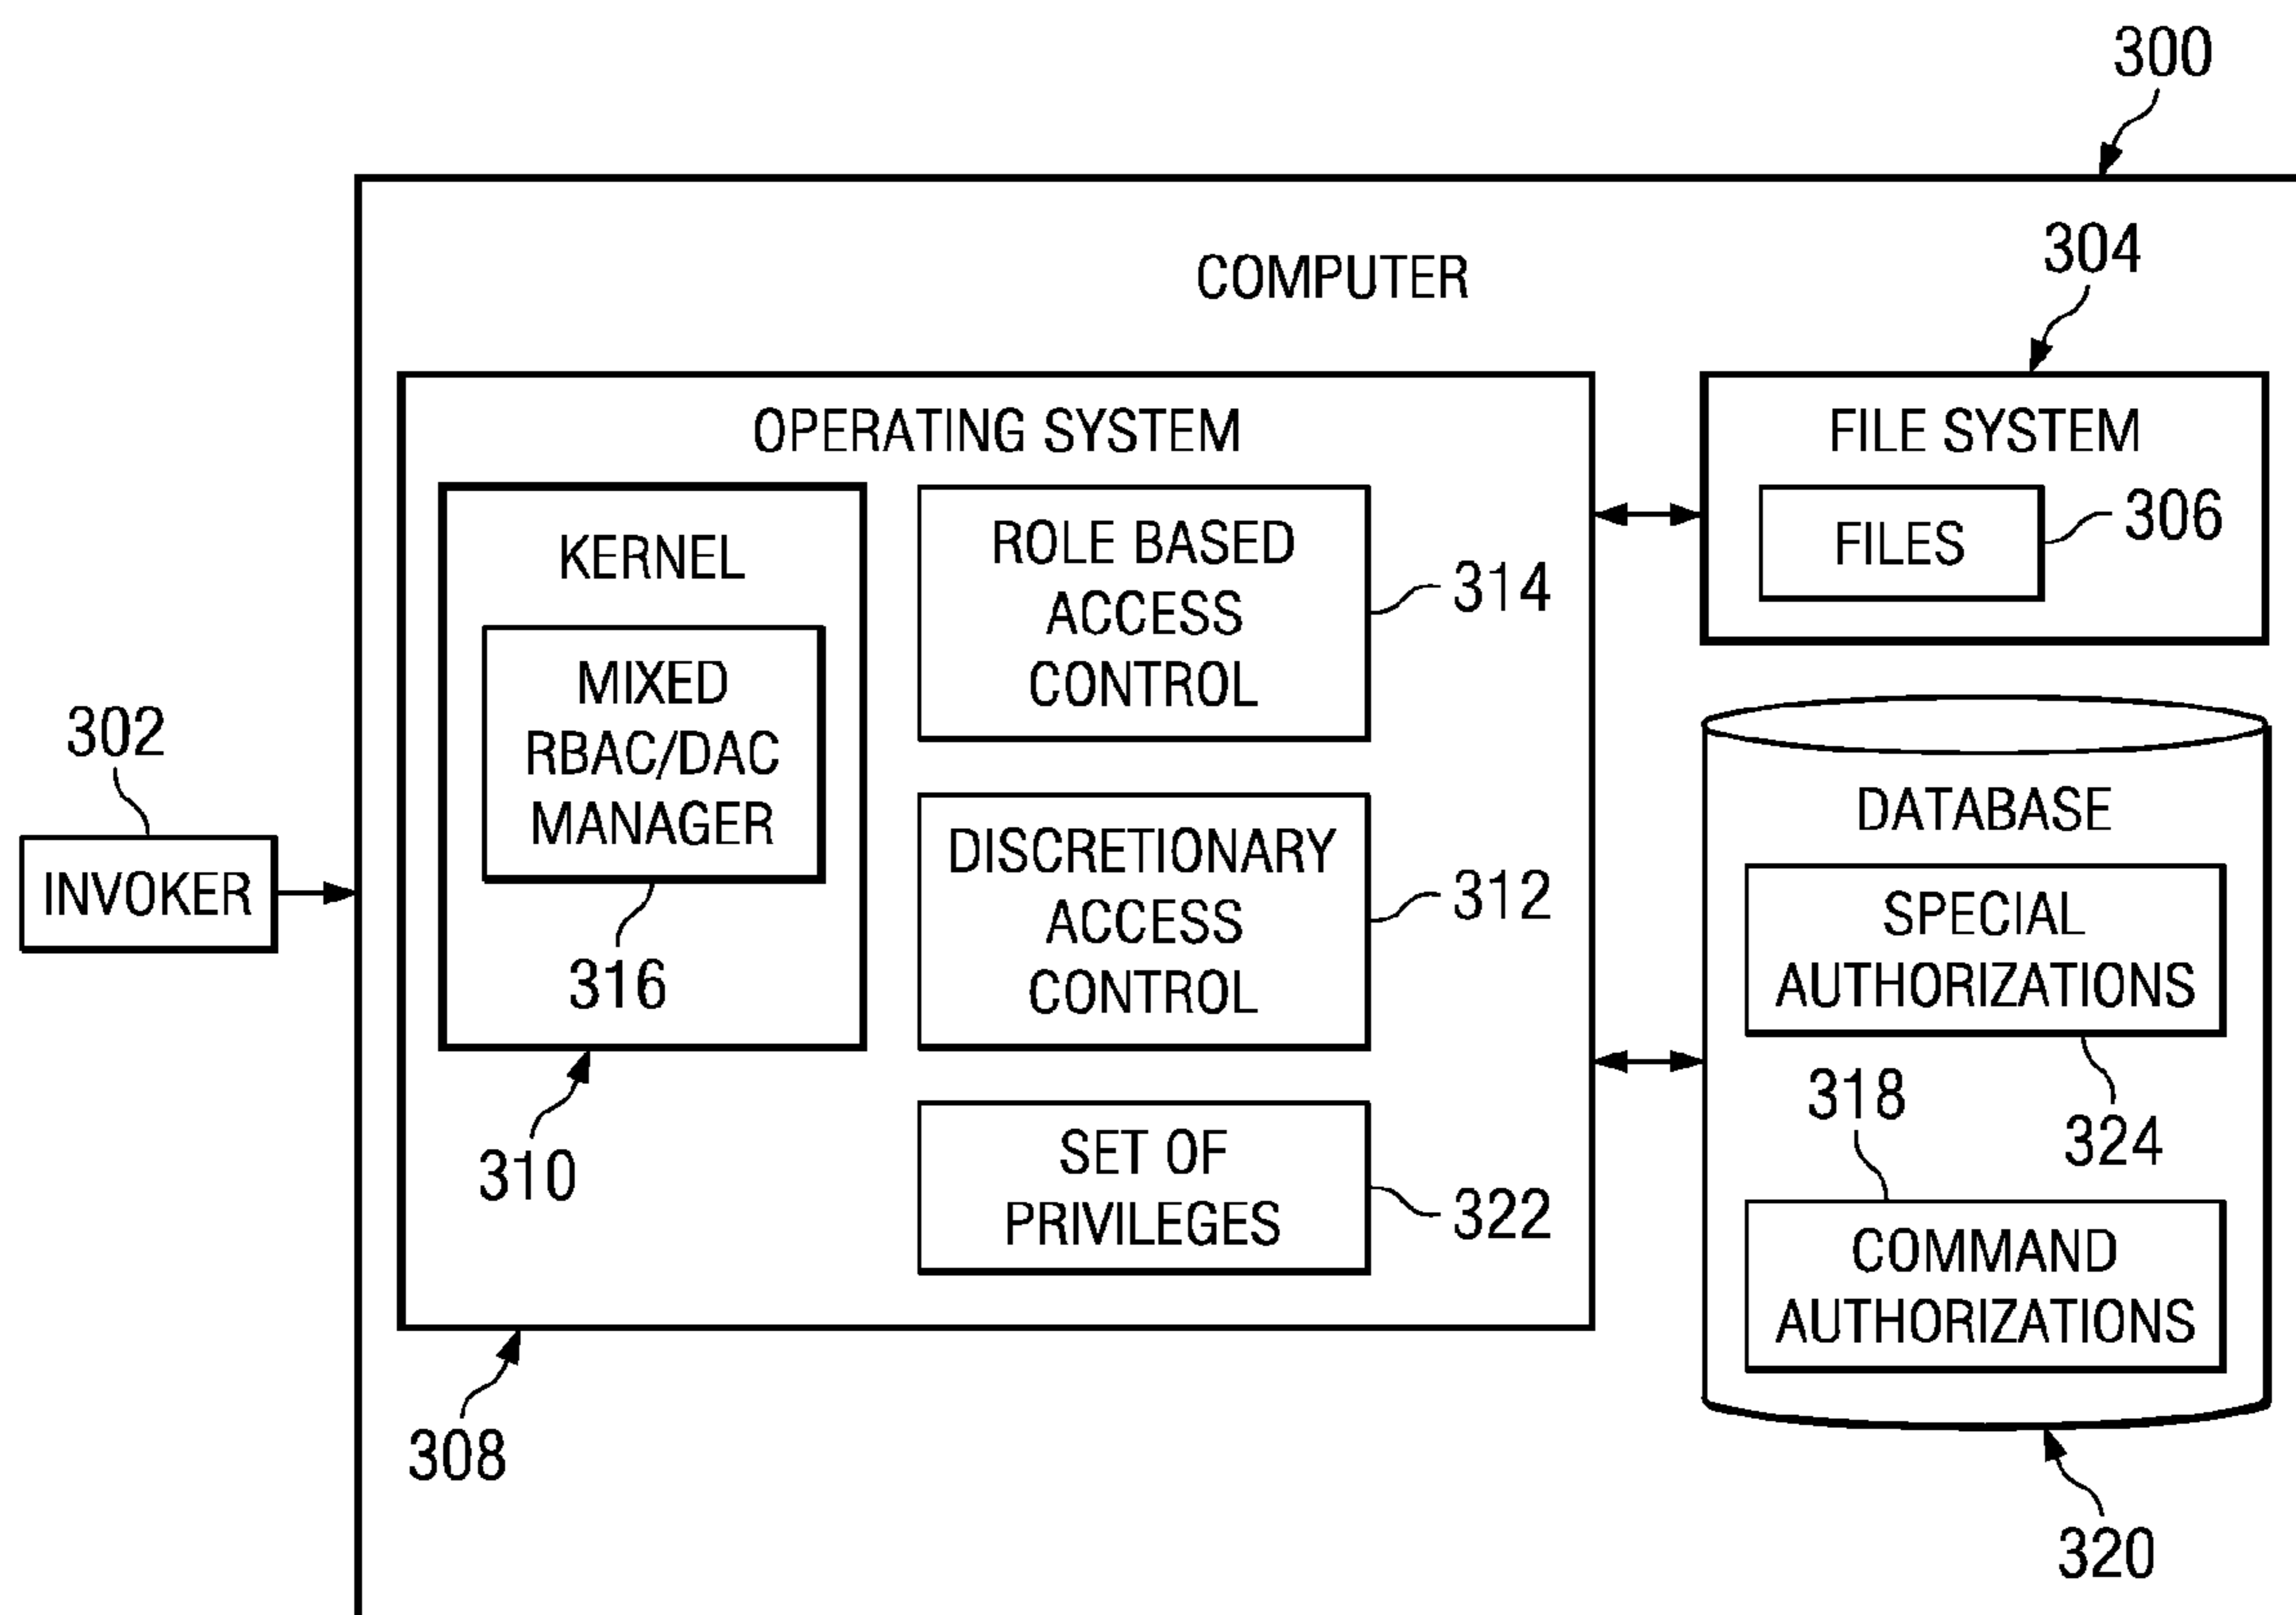 300
COMPUTER
304
OPERATING SYSTEM
FILE SYSTEM
FILES
306
KERNEL
MIXED
RBAC/DAC
MANAGER
316
310
ROLE BASED
ACCESS
CONTROL
314
DISCRETIONARY
ACCESS
CONTROL
312
SET OF
PRIVILEGES
322
308
302
INVOKER
DATABASE
SPECIAL
AUTHORIZATIONS
324
318
COMMAND
AUTHORIZATIONS
320